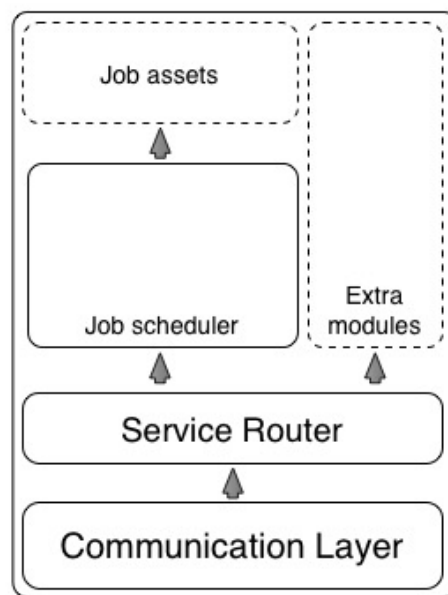 Job assets
Job scheduler
Extra
modules
Service Router
Communication Layer